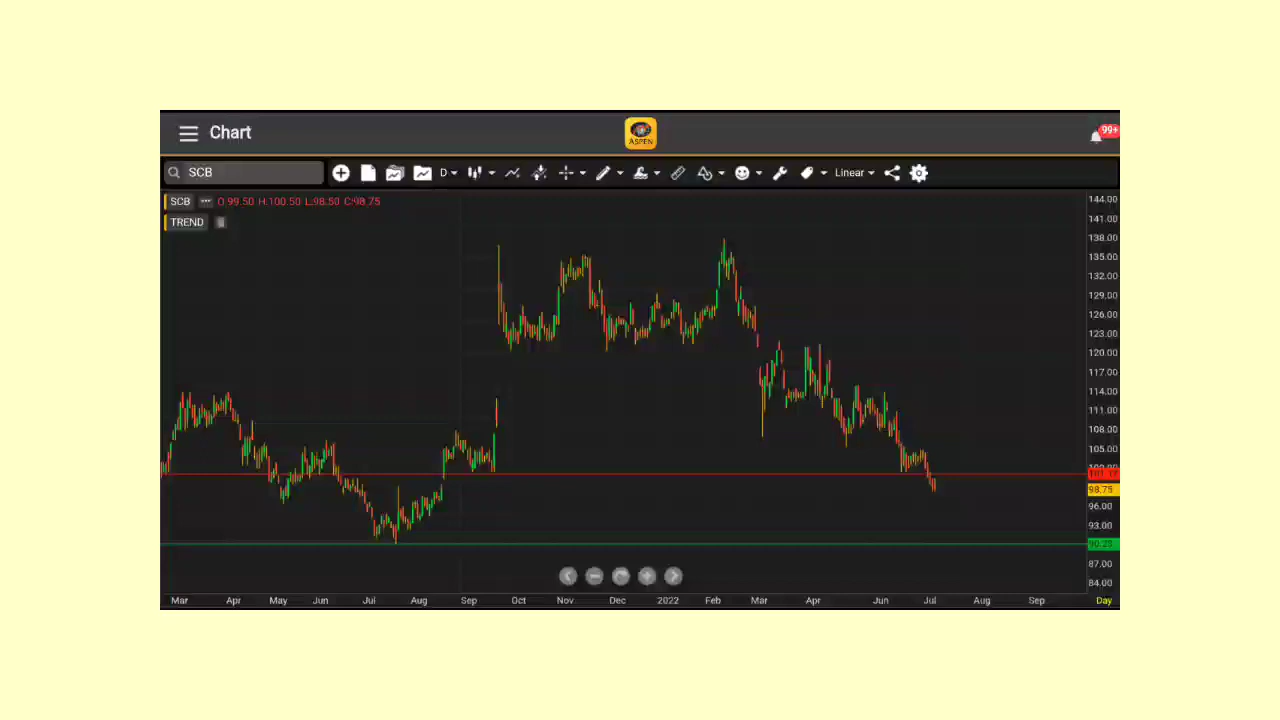 Chart
ASPEN
99+
SCB
D
Linear
SCB O:99.50 H:100.50 L:98.50 C:98.75
TREND
144.00
141.00
138.00
135.00
132.00
129.00
126.00
123.00
120.00
117.00
114.00
111.00
108.00
105.00
102.00
98.75
96.00
93.00
90.25
87.00
84.00
Mar Apr May Jun Jul Aug Sep Oct Nov Dec 2022 Feb Mar Apr Jun Jul Aug Sep Day